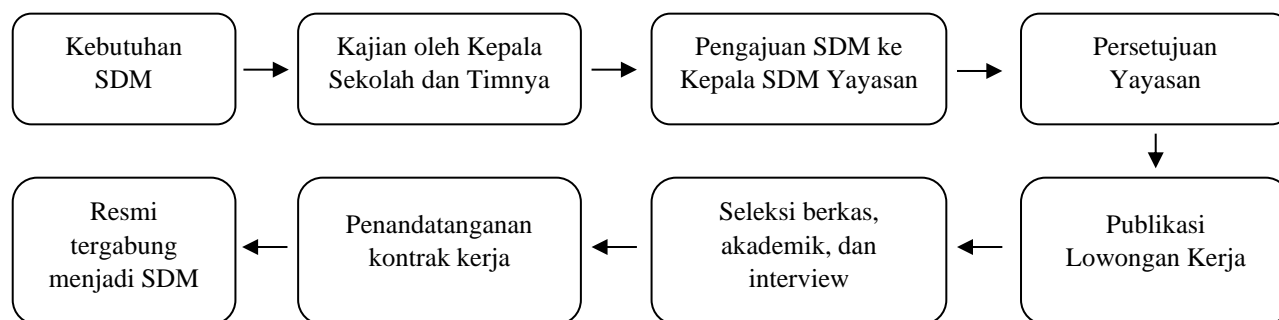 Kebutuhan
SDM
Kajian oleh Kepala
Sekolah dan Timnya
Pengajuan SDM ke
Kepala SDM Yayasan
Persetujuan
Yayasan
Publikasi
Lowongan Kerja
Seleksi berkas,
akademik, dan
interview
Penandatanganan
kontrak kerja
Resmi
tergabung
menjadi SDM